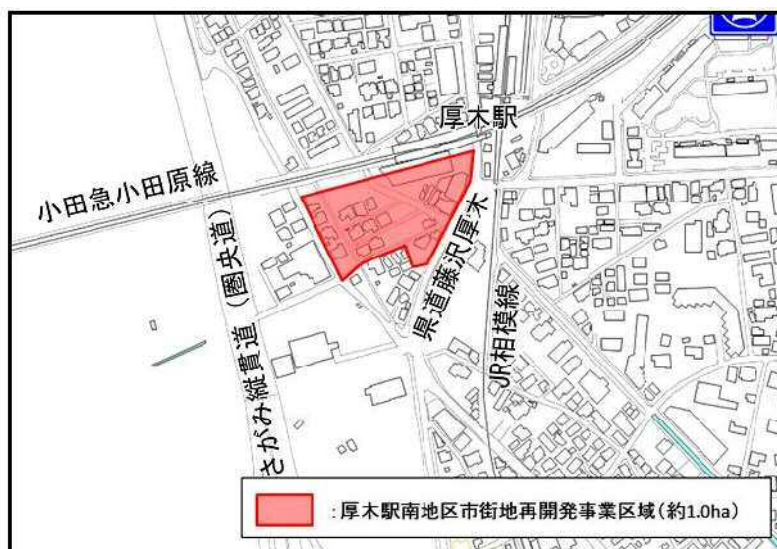 厚木駅
小田急小田原線
県道藤沢厚木
さがみ縦貫道(圏央道)
JR相模線
:厚木駅南地区市街地再開発事業区域(約1.0ha)